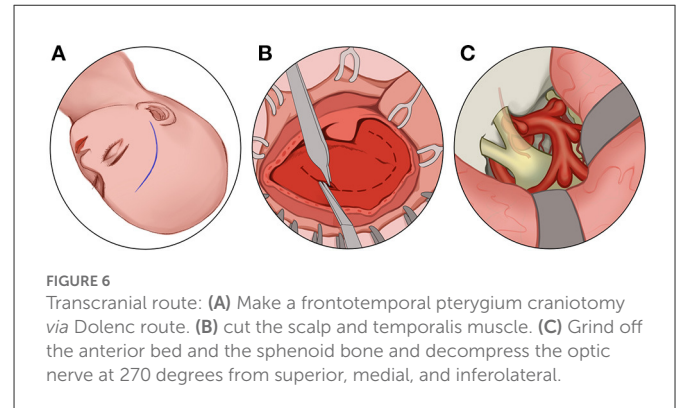 A
B
C
FIGURE 6
Transcranial route: (A) Make a frontotemporal pterygium craniotomy
via Dolenc route. (B) cut the scalp and temporalis muscle. (C) Grind off
the anterior bed and the sphenoid bone and decompress the optic
nerve at 270 degrees from superior, medial, and inferolateral.